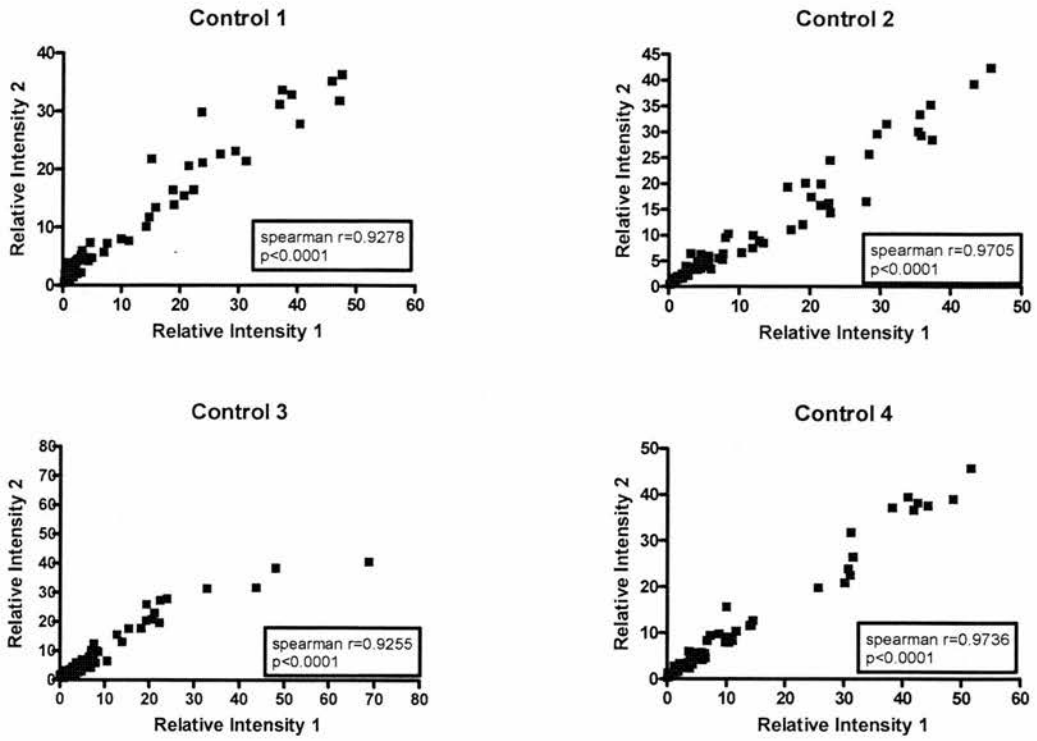 Control 1
40
30
20
10
0
Relative Intensity 2
0 10 20 30 40 50 60
Relative Intensity 1
spearman r=0.9278
p<0.0001
Control 2
45
40
35
30
25
20
15
10
5
0
Relative Intensity 2
0 10 20 30 40 50
Relative Intensity 1
spearman r=0.9705
p<0.0001
Control 3
80
70
60
50
40
30
20
10
0
Relative Intensity 2
0 10 20 30 40 50 60 70 80
Relative Intensity 1
spearman r=0.9255
p<0.0001
Control 4
50
40
30
20
10
0
Relative Intensity 2
0 10 20 30 40 50 60
Relative Intensity 1
spearman r=0.9736
p<0.0001